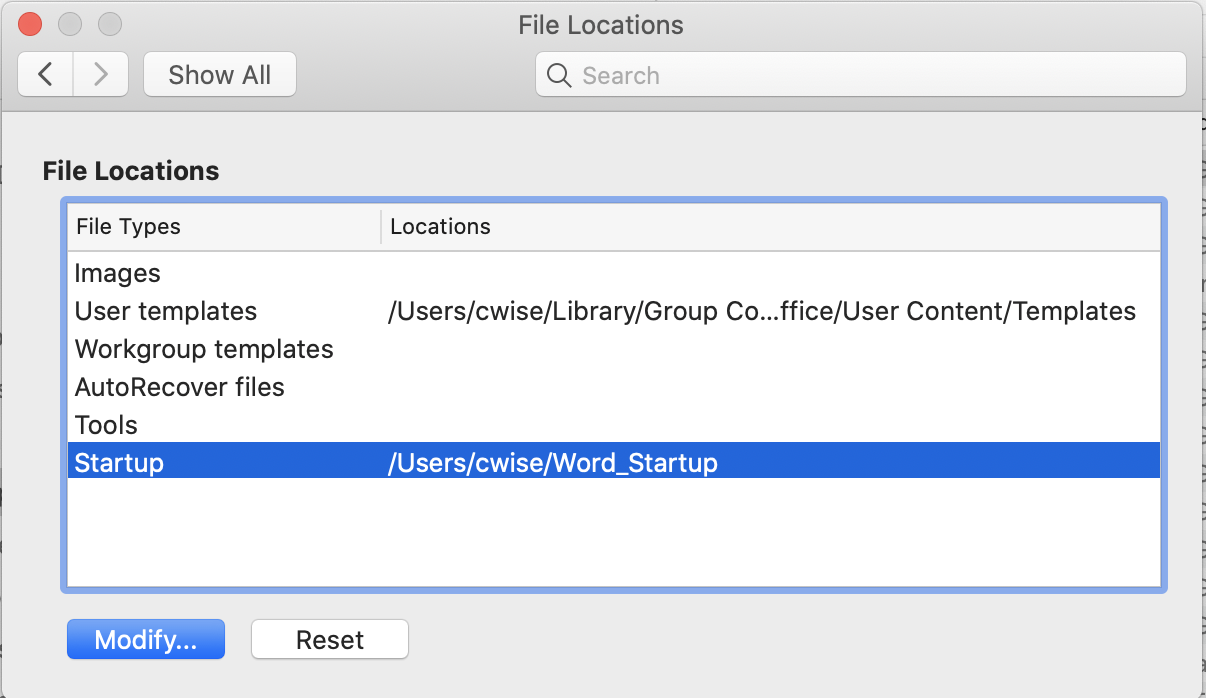 File Locations
Show All
Search
File Locations
File Types Locations
Images
User templates /Users/cwise/Library/Group Co...ffice/User Content/Templates
Workgroup templates
AutoRecover files
Tools
Startup /Users/cwise/Word_Startup
Modify... Reset